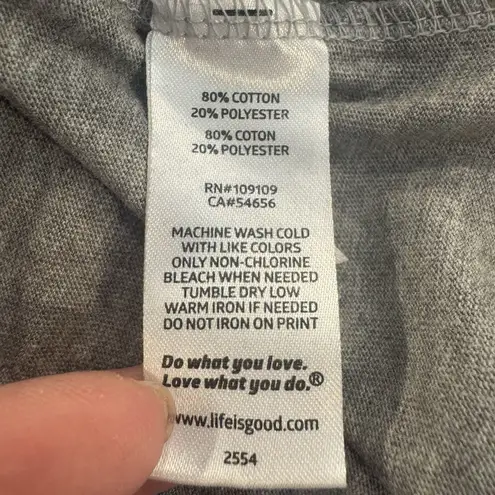 80% COTTON
20% POLYESTER
80% COTON
20% POLYESTER
RN#109109
CA#54656
MACHINE WASH COLD
WITH LIKE COLORS
ONLY NON-CHLORINE
BLEACH WHEN NEEDED
TUMBLE DRY LOW
WARM IRON IF NEEDED
DO NOT IRON ON PRINT
Do what you love.
Love what you do.®
www.lifeisgood.com
2554